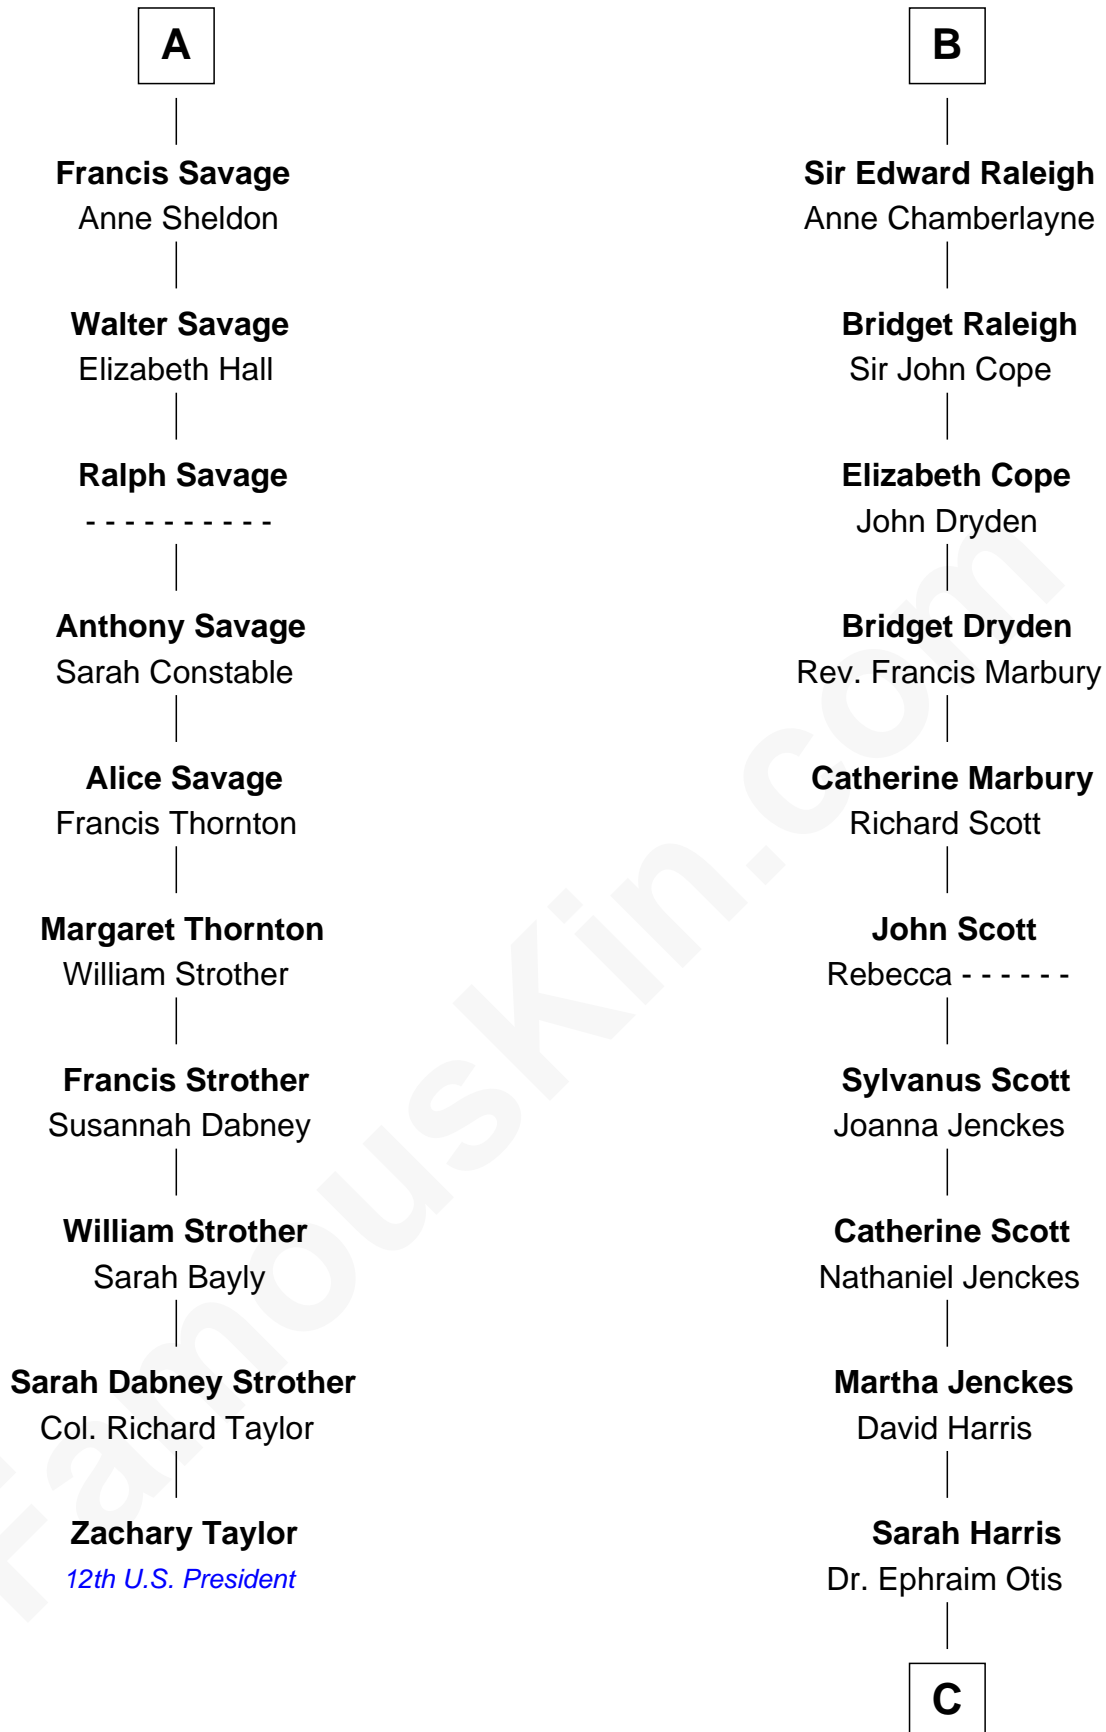 A
Francis Savage
Anne Sheldon
Walter Savage
Elizabeth Hall
Ralph Savage
- - - - - - - - - -
Anthony Savage
Sarah Constable
Alice Savage
Francis Thornton
Margaret Thornton
William Strother
Francis Strother
Susannah Dabney
William Strother
Sarah Bayly
Sarah Dabney Strother
Col. Richard Taylor
Zachary Taylor
12th U.S. President
B
Sir Edward Raleigh
Anne Chamberlayne
Bridget Raleigh
Sir John Cope
Elizabeth Cope
John Dryden
Bridget Dryden
Rev. Francis Marbury
Catherine Marbury
Richard Scott
John Scott
Rebecca - - - - - -
Sylvanus Scott
Joanna Jenckes
Catherine Scott
Nathaniel Jenckes
Martha Jenckes
David Harris
Sarah Harris
Dr. Ephraim Otis
C
FamousKin.com